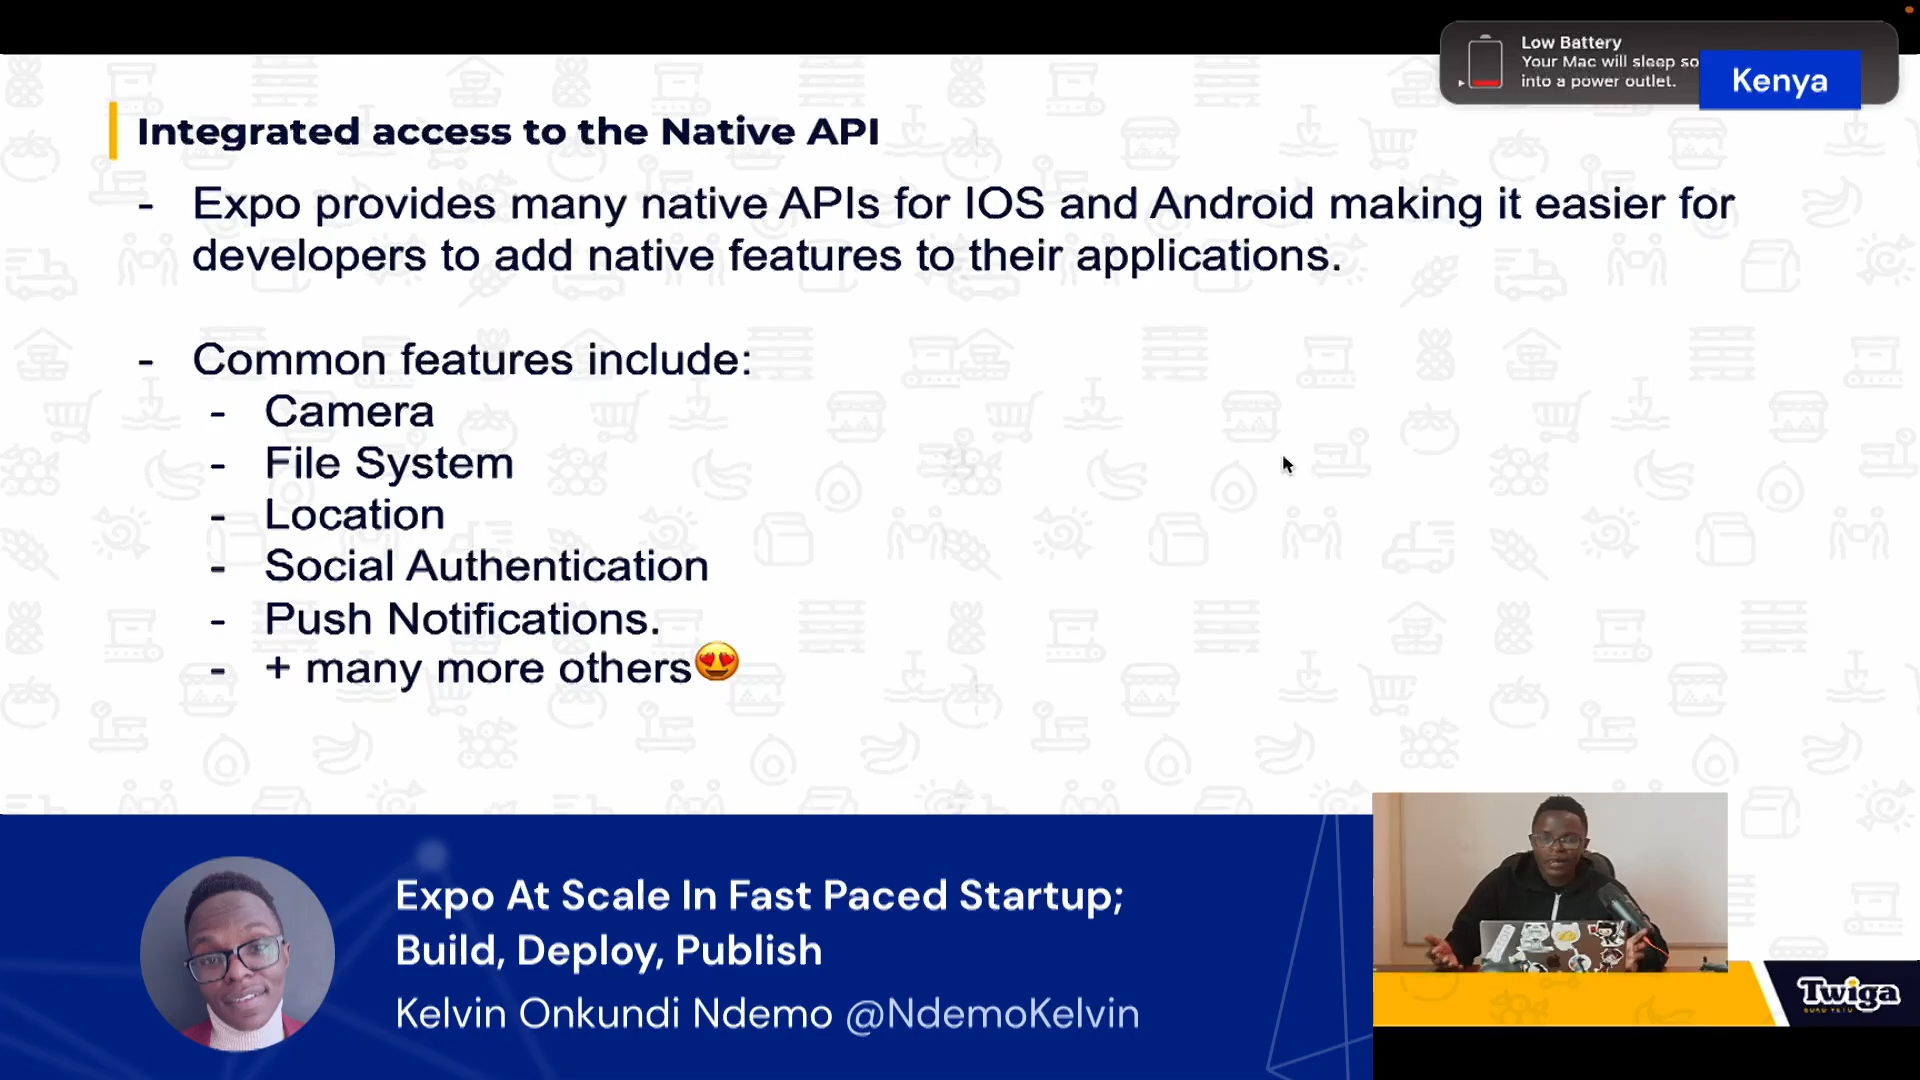 Low Battery
Your Mac will sleep so
into a power outlet.
Kenya
Integrated access to the Native API
- Expo provides many native APIs for IOS and Android making it easier for
developers to add native features to their applications.
- Common features include:
- Camera
- File System
- Location
- Social Authentication
- Push Notifications.
- + many more others😍
Expo At Scale In Fast Paced Startup;
Build, Deploy, Publish
Kelvin Onkundi Ndemo @NdemoKelvin
Twiga